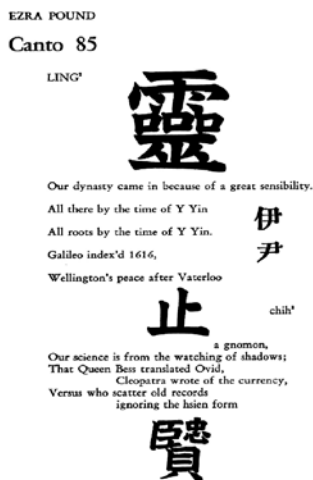 EZRA POUND
Canto 85
LING²
靈
Our dynasty came in because of a great sensibility.
All there by the time of Y Yin
伊
All roots by the time of Y Yin.
尹
Galileo index'd 1616,
Wellington's peace after Vaterloo
止
chih³
a gnomon,
Our science is from the watching of shadows;
That Queen Bess translated Ovid,
Cleopatra wrote of the currency,
Versus who scatter old records
ignoring the hsien form
賢